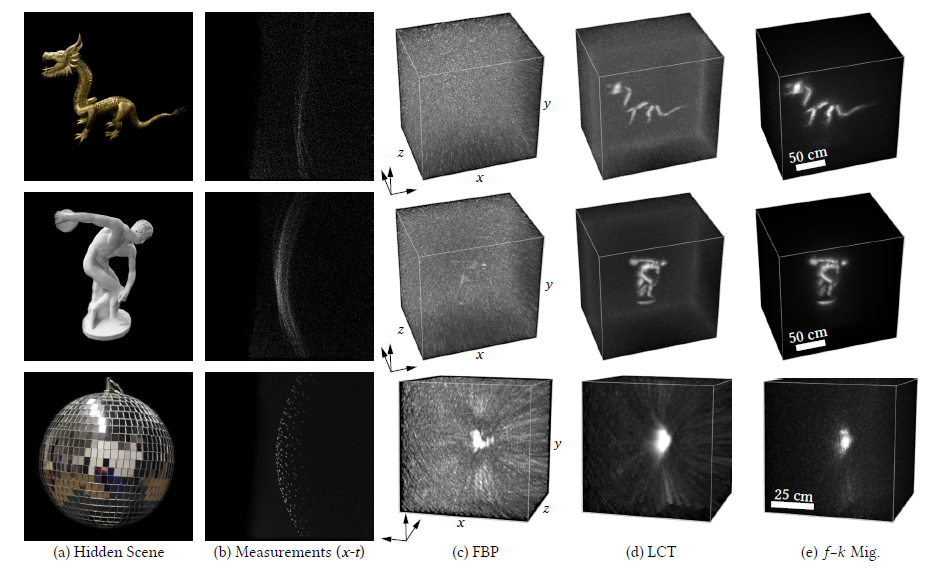 y
z
x
50 cm
y
z
x
50 cm
y
x
z
25 cm
(a) Hidden Scene
(b) Measurements (x-t)
(c) FBP
(d) LCT
(e) f–k Mig.